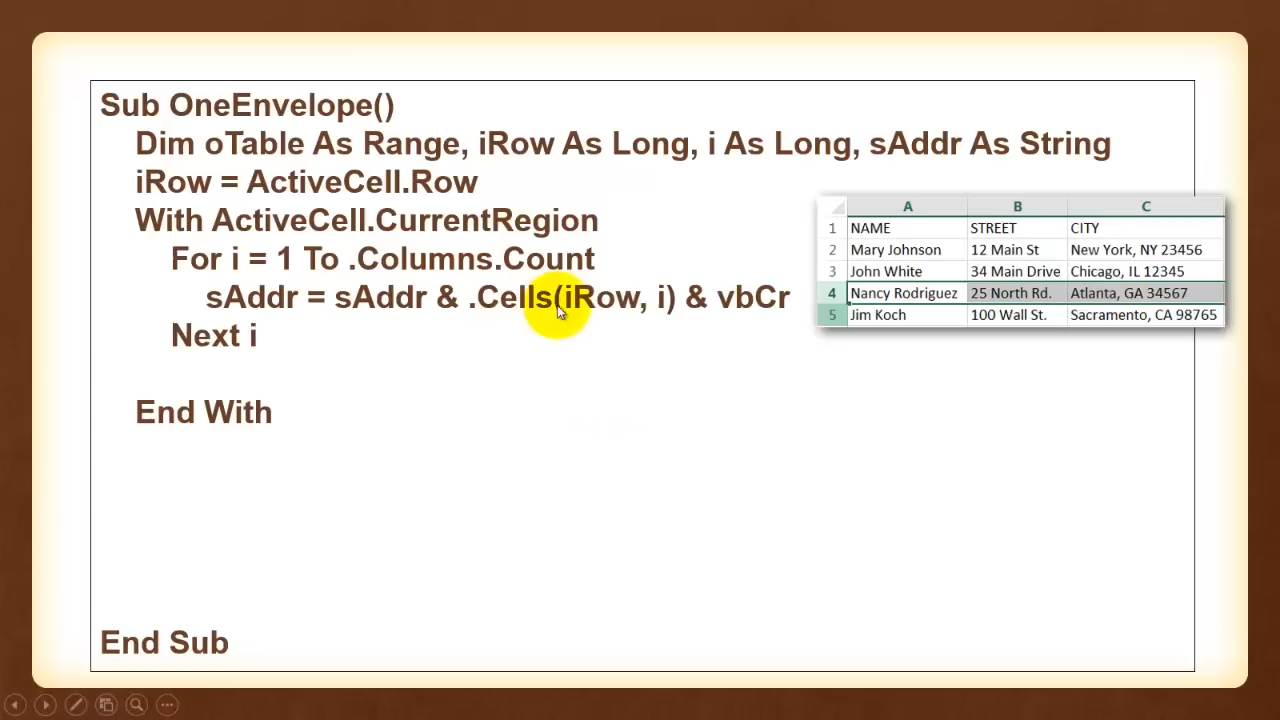 Sub OneEnvelope()
Dim oTable As Range, iRow As Long, i As Long, sAddr As String
iRow = ActiveCell.Row
With ActiveCell.CurrentRegion
For i = 1 To .Columns.Count
sAddr = sAddr & .Cells(iRow, i) & vbCr
Next i
End With
End Sub
A B C
1 NAME STREET CITY
2 Mary Johnson 12 Main St New York, NY 23456
3 John White 34 Main Drive Chicago, IL 12345
4 Nancy Rodriguez 25 North Rd. Atlanta, GA 34567
5 Jim Koch 100 Wall St. Sacramento, CA 98765